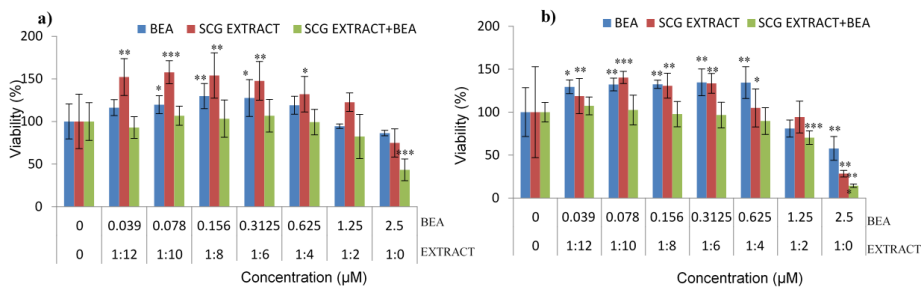 a)
BEA SCG EXTRACT SCG EXTRACT+BEA
200
150
100
50
0
Viability (%)
** *** ** ** *
* ** *
***
0 0.039 0.078 0.156 0.3125 0.625 1.25 2.5 BEA
0 1:12 1:10 1:8 1:6 1:4 1:2 1:0 EXTRACT
Concentration (µM)
b)
BEA SCG EXTRACT SCG EXTRACT+BEA
200
150
100
50
0
Viability (%)
* ** ** *** ** ** ** ** ** *
*** ** ** ** *
0 0.039 0.078 0.156 0.3125 0.625 1.25 2.5 BEA
0 1:12 1:10 1:8 1:6 1:4 1:2 1:0 EXTRACT
Concentration (µM)